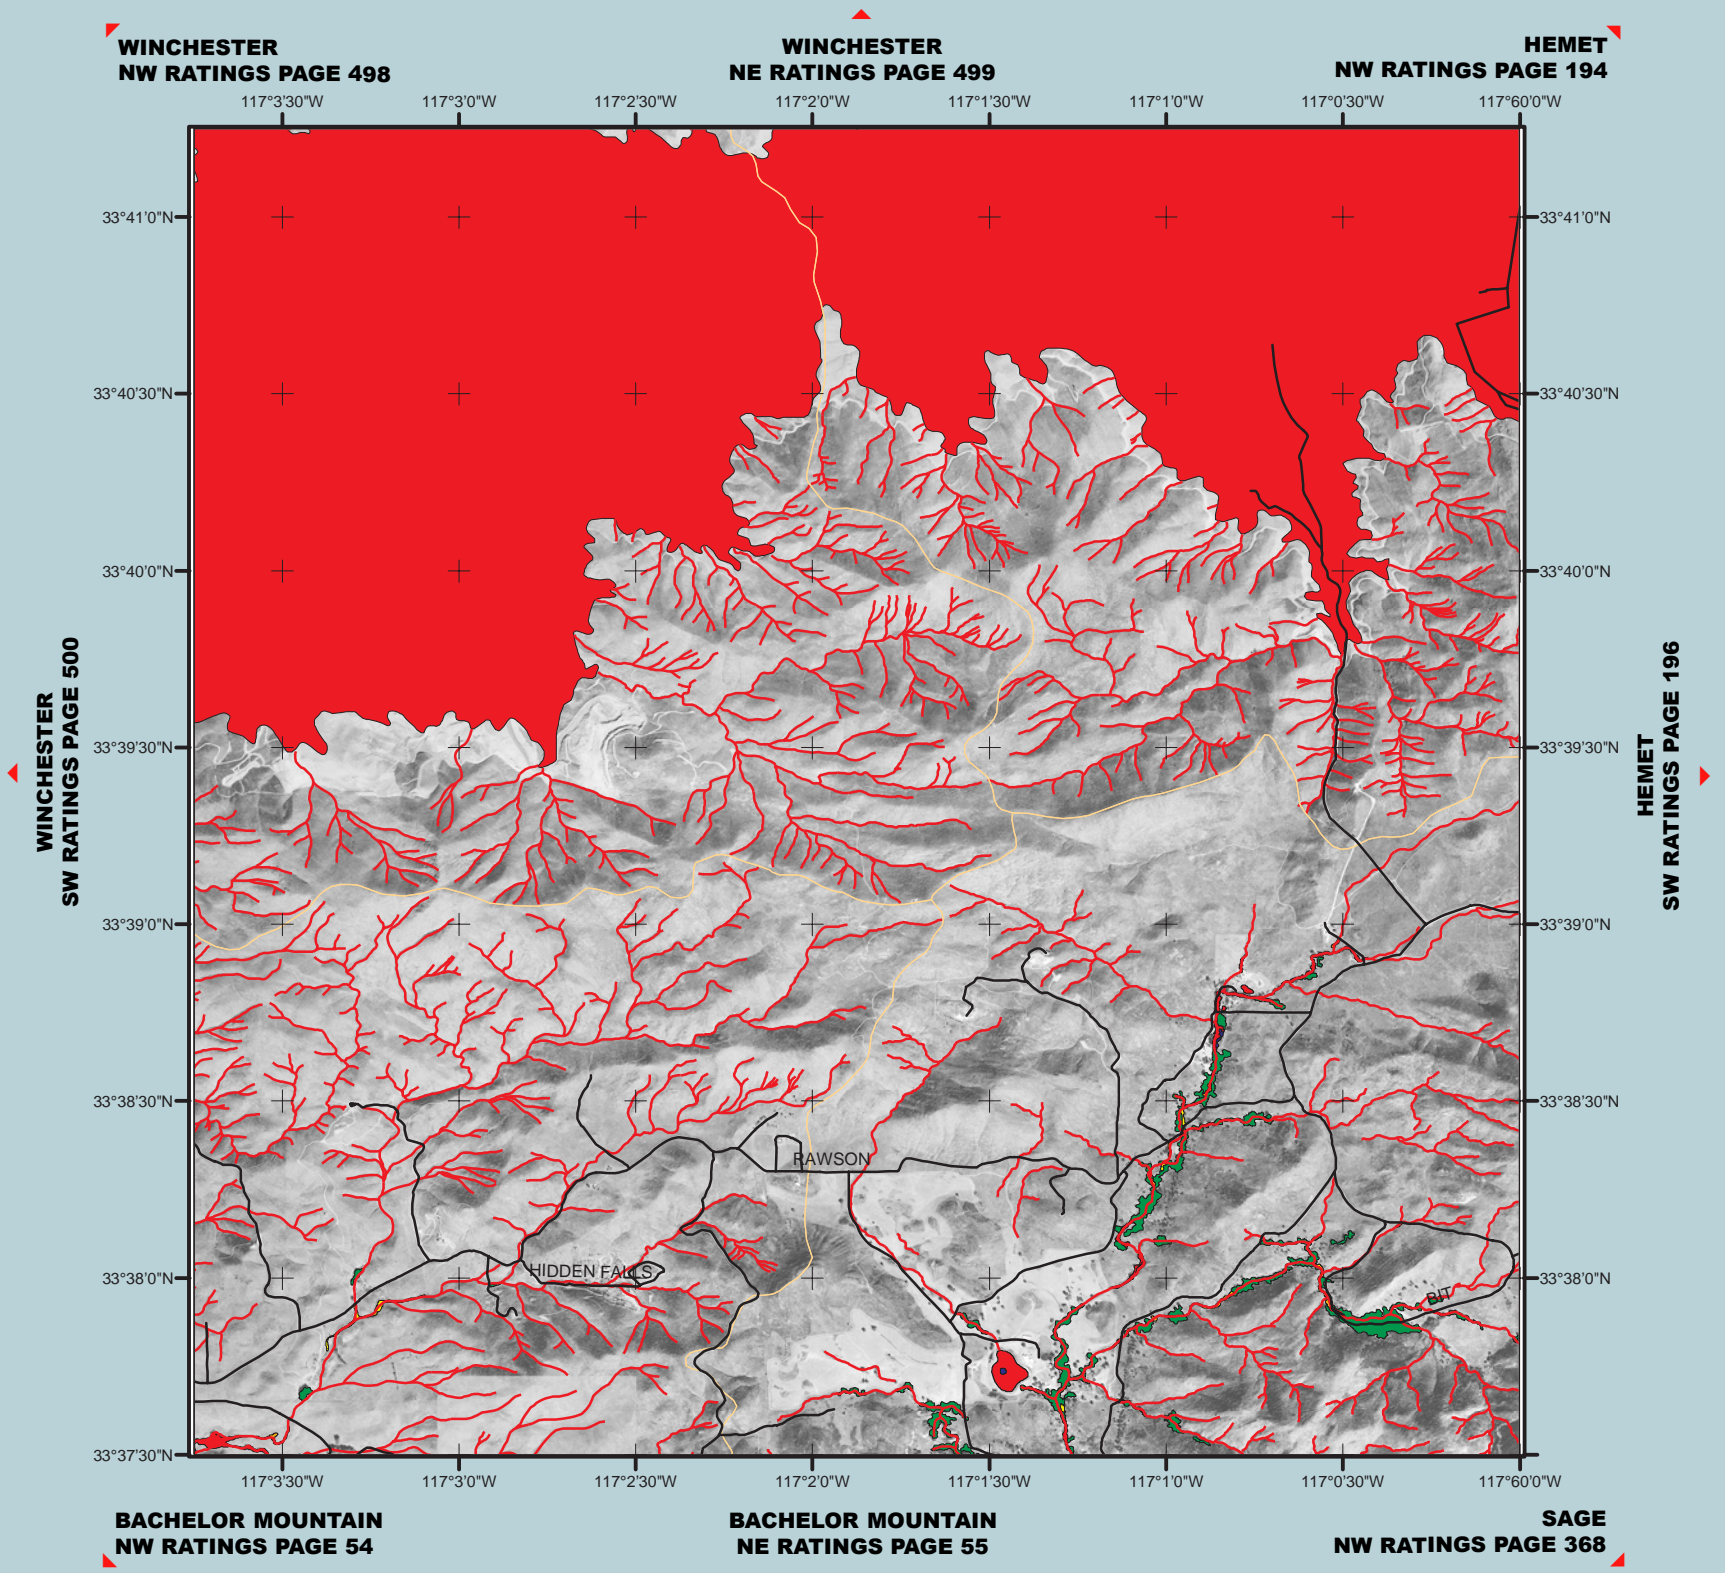 WINCHESTER
NW RATINGS PAGE 498
WINCHESTER
NE RATINGS PAGE 499
HEMET
NW RATINGS PAGE 194
117°3'30"W
117°3'0"W
117°2'30"W
117°2'0"W
117°1'30"W
117°1'0"W
117°0'30"W
117°60'0"W
33°41'0"N
33°41'0"N
33°40'30"N
33°40'30"N
33°40'0"N
33°40'0"N
WINCHESTER
SW RATINGS PAGE 500
HEMET
SW RATINGS PAGE 196
33°39'30"N
33°39'30"N
33°39'0"N
33°39'0"N
33°38'30"N
33°38'30"N
RAWSON
HIDDEN FALLS
33°38'0"N
33°38'0"N
33°37'30"N
117°3'30"W
117°3'0"W
117°2'30"W
117°2'0"W
117°1'30"W
117°1'0"W
117°0'30"W
117°60'0"W
BACHELOR MOUNTAIN
NW RATINGS PAGE 54
BACHELOR MOUNTAIN
NE RATINGS PAGE 55
SAGE
NW RATINGS PAGE 368